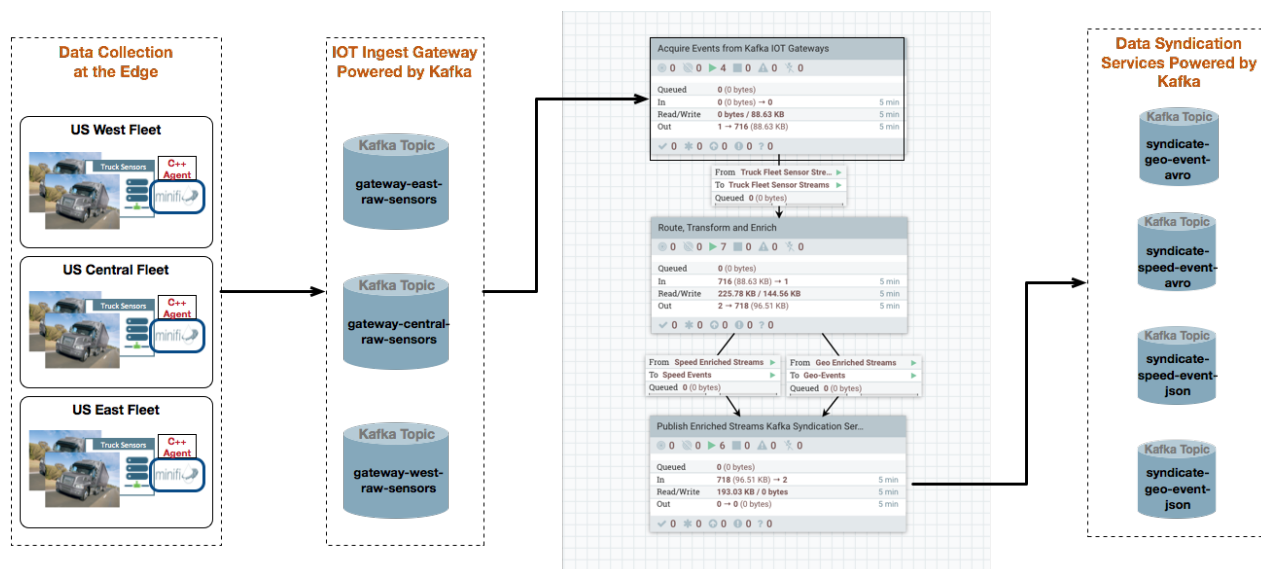 Data Collection
at the Edge
US West Fleet
Truck Sensors
C++
Agent
minifi
US Central Fleet
Truck Sensors
C++
Agent
minifi
US East Fleet
Truck Sensors
C++
Agent
minifi
IOT Ingest Gateway
Powered by Kafka
Kafka Topic
gateway-east-
raw-sensors
Kafka Topic
gateway-central-
raw-sensors
Kafka Topic
gateway-west-
raw-sensors
Acquire Events from Kafka IOT Gateways
0 0 4 0 0 0
Queued 0 (0 bytes)
In 0 (0 bytes) → 0 5 min
Read/Write 0 bytes / 88.63 KB 5 min
Out 1 → 716 (88.63 KB) 5 min
0 0 0 0 ? 0
From Truck Fleet Sensor Stre...
To Truck Fleet Sensor Streams
Queued 0 (0 bytes)
Route, Transform and Enrich
0 0 7 0 0 0
Queued 0 (0 bytes)
In 716 (88.63 KB) → 1 5 min
Read/Write 225.78 KB / 144.56 KB 5 min
Out 2 → 718 (96.51 KB) 5 min
0 0 0 0 ? 0
From Speed Enriched Streams
To Speed Events
Queued 0 (0 bytes)
From Geo Enriched Streams
To Geo-Events
Queued 0 (0 bytes)
Publish Enriched Streams Kafka Syndication Ser...
0 0 6 0 0 0
Queued 0 (0 bytes)
In 718 (96.51 KB) → 2 5 min
Read/Write 193.03 KB / 0 bytes 5 min
Out 0 → 0 (0 bytes) 5 min
0 0 0 0 ? 0
Data Syndication
Services Powered by
Kafka
Kafka Topic
syndicate-
geo-event-
avro
Kafka Topic
syndicate-
speed-event-
avro
Kafka Topic
syndicate-
speed-event-
json
Kafka Topic
syndicate-
geo-event-
json